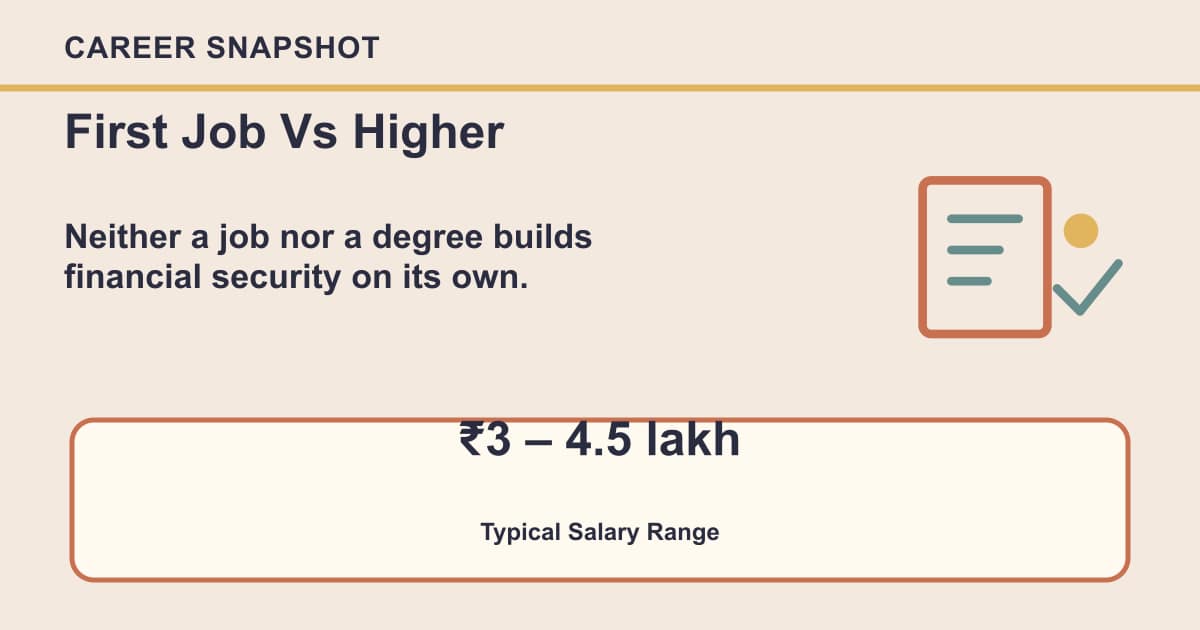 CAREER SNAPSHOT
First Job Vs Higher
Neither a job nor a degree builds
financial security on its own.
₹3 – 4.5 lakh
Typical Salary Range